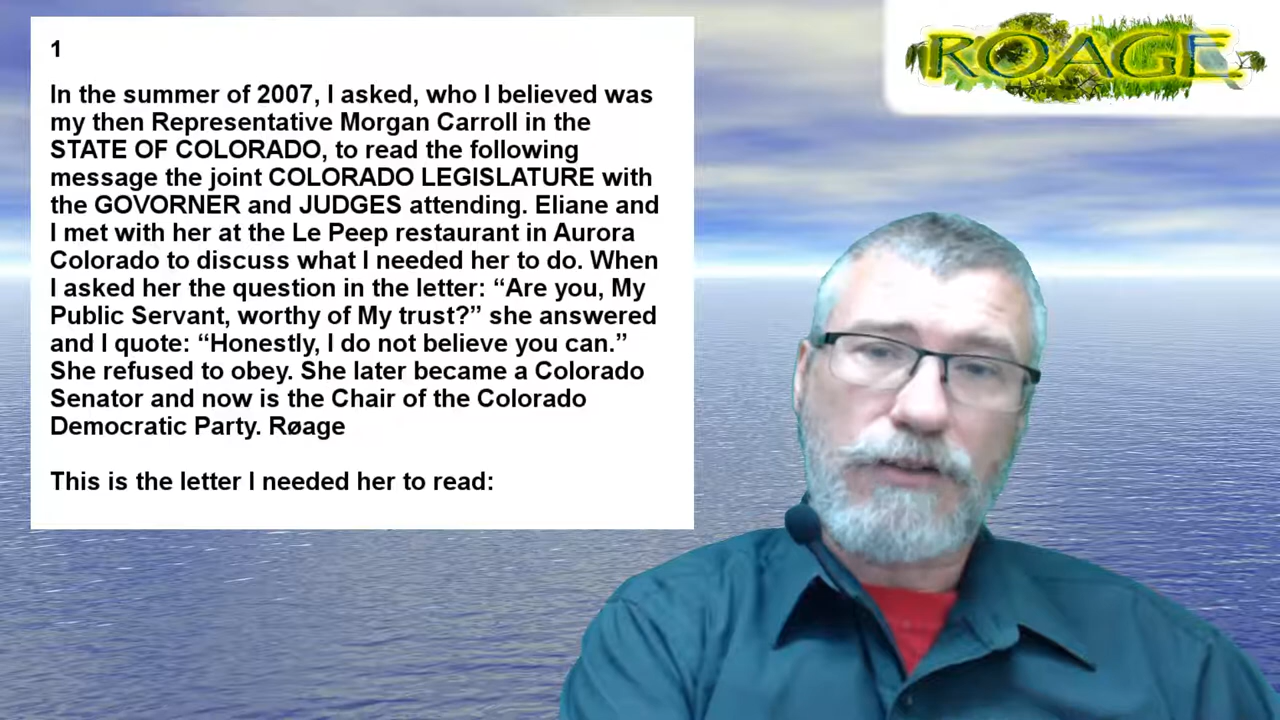 1
In the summer of 2007, I asked, who I believed was
my then Representative Morgan Carroll in the
STATE OF COLORADO, to read the following
message the joint COLORADO LEGISLATURE with
the GOVORNER and JUDGES attending. Eliane and
I met with her at the Le Peep restaurant in Aurora
Colorado to discuss what I needed her to do. When
I asked her the question in the letter: “Are you, My
Public Servant, worthy of My trust?” she answered
and I quote: “Honestly, I do not believe you can.”
She refused to obey. She later became a Colorado
Senator and now is the Chair of the Colorado
Democratic Party. Røage
This is the letter I needed her to read:
ROAGE